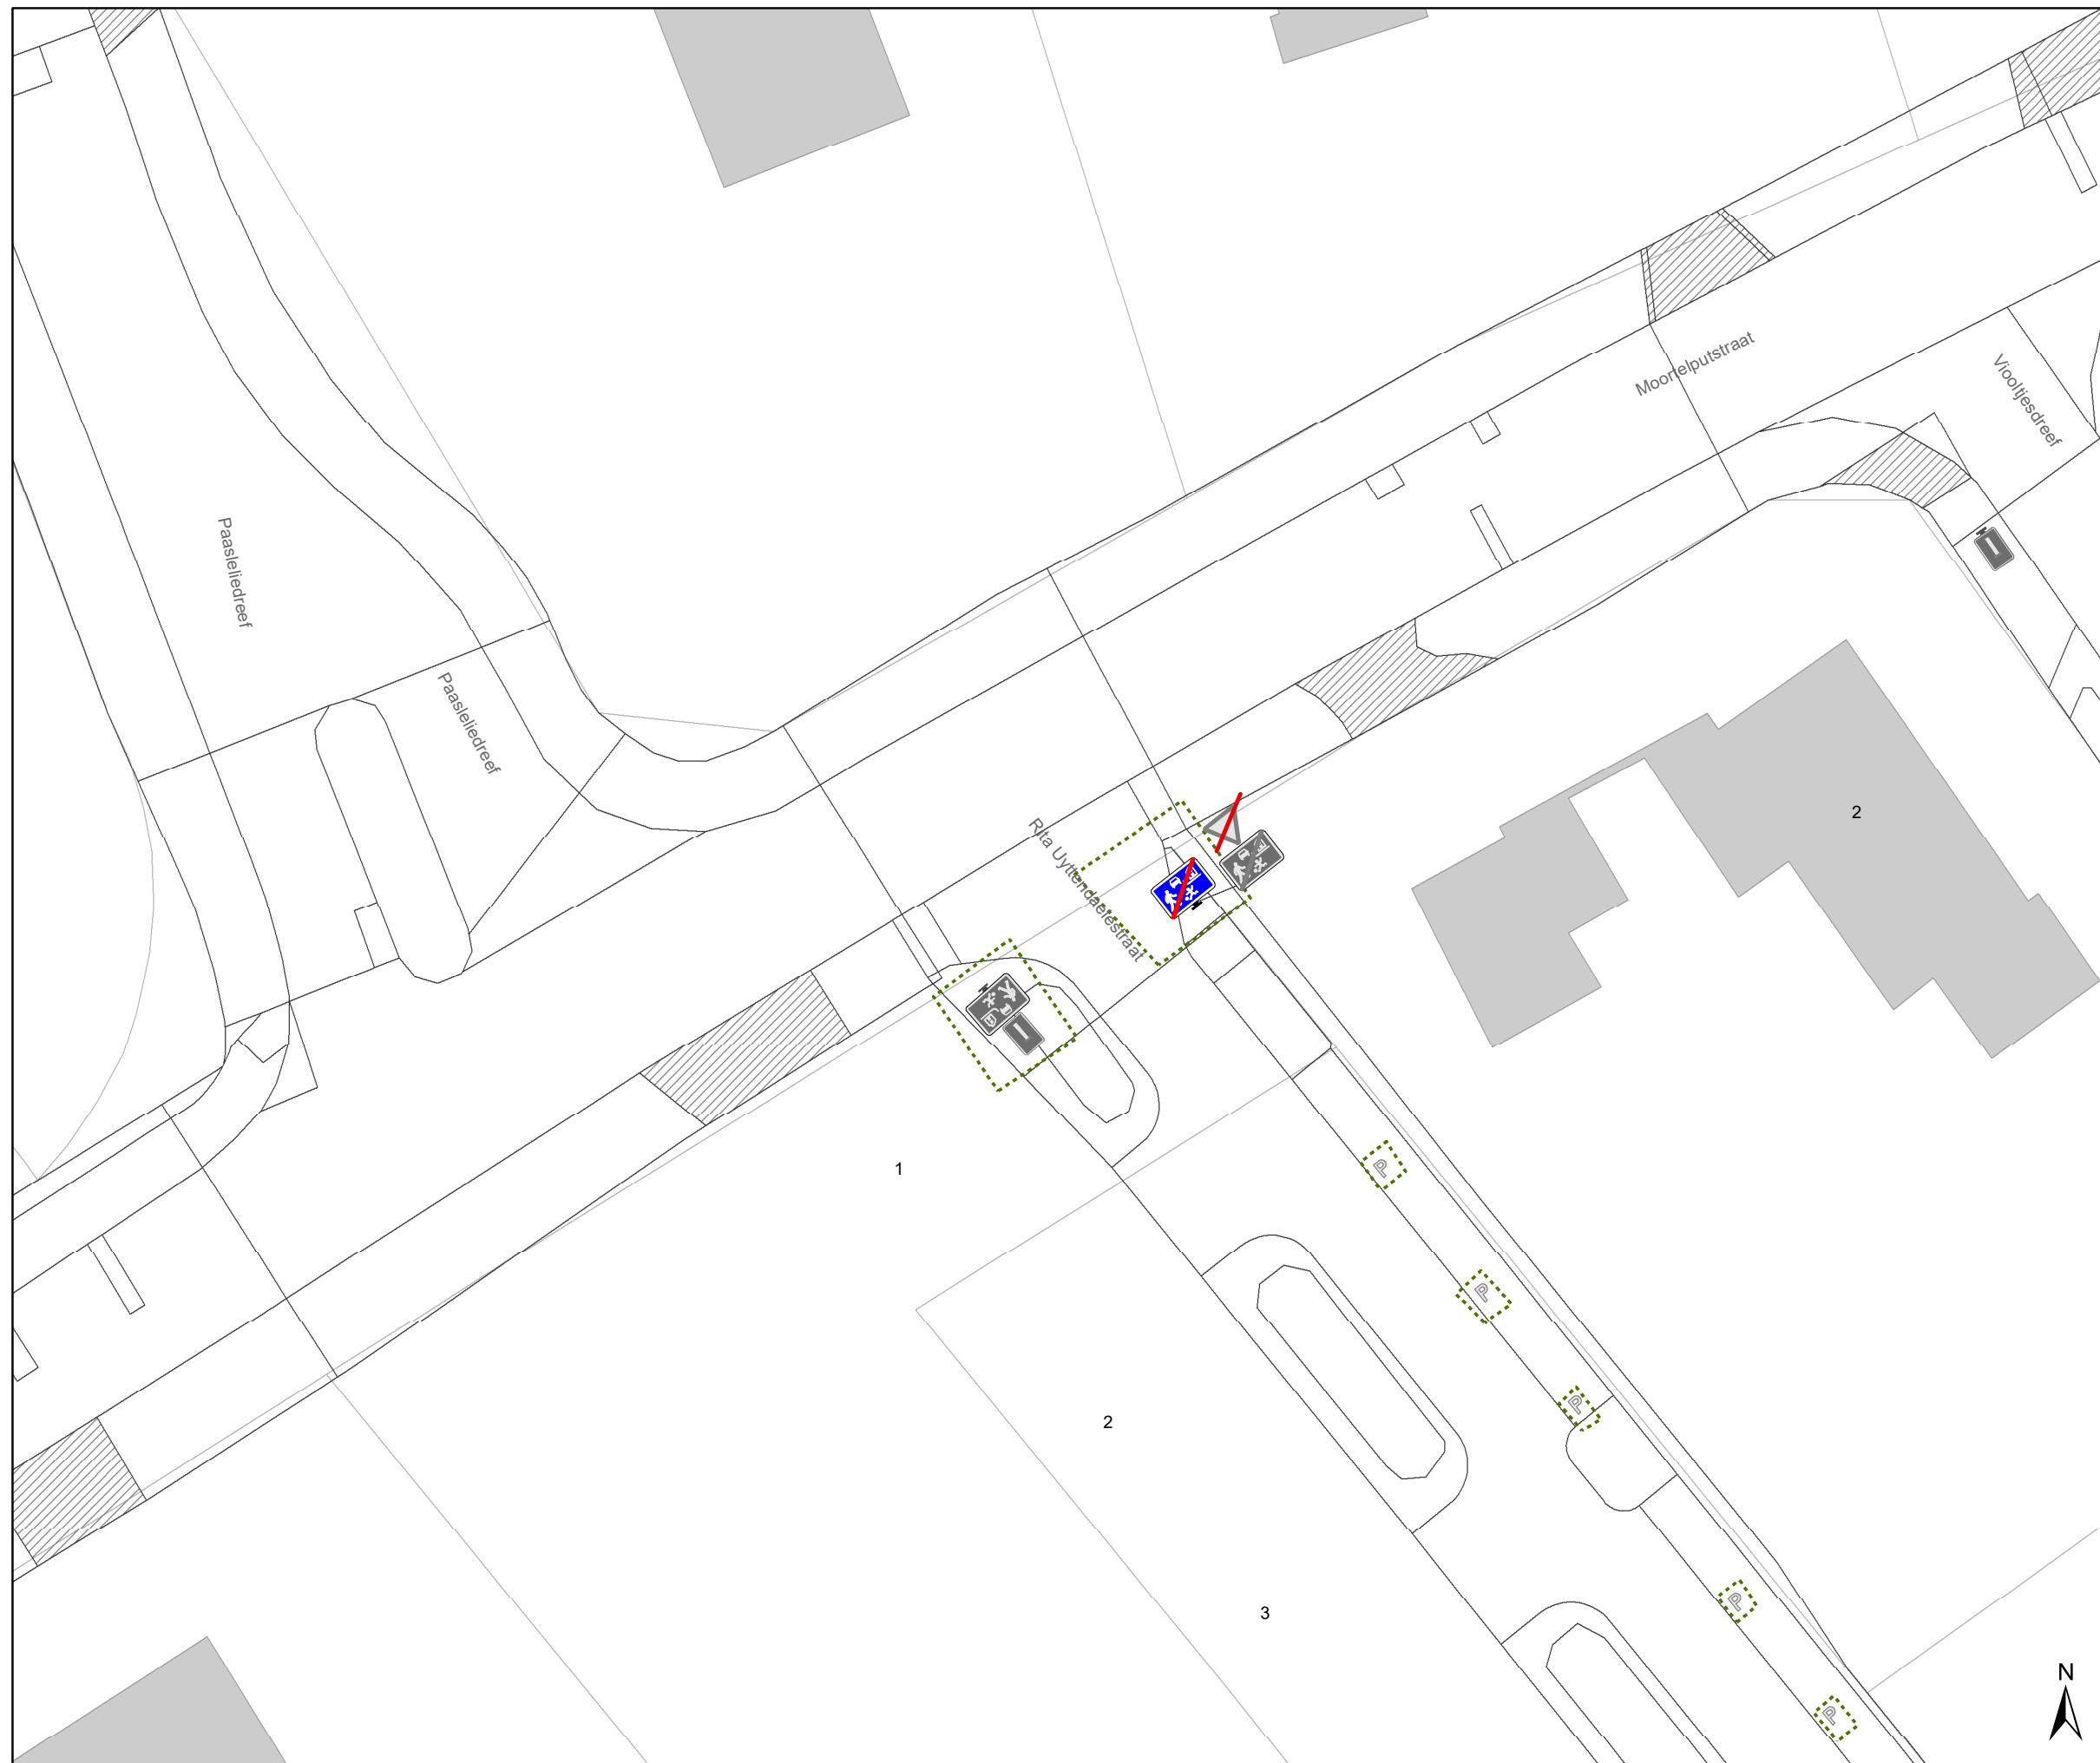 Moortelputstraat
Viooltjesdreef
Paasleliedreef
Paasleliedreef
Rita Uyttendaelestraat
2
1
P
P
2
P
3
P
N
P